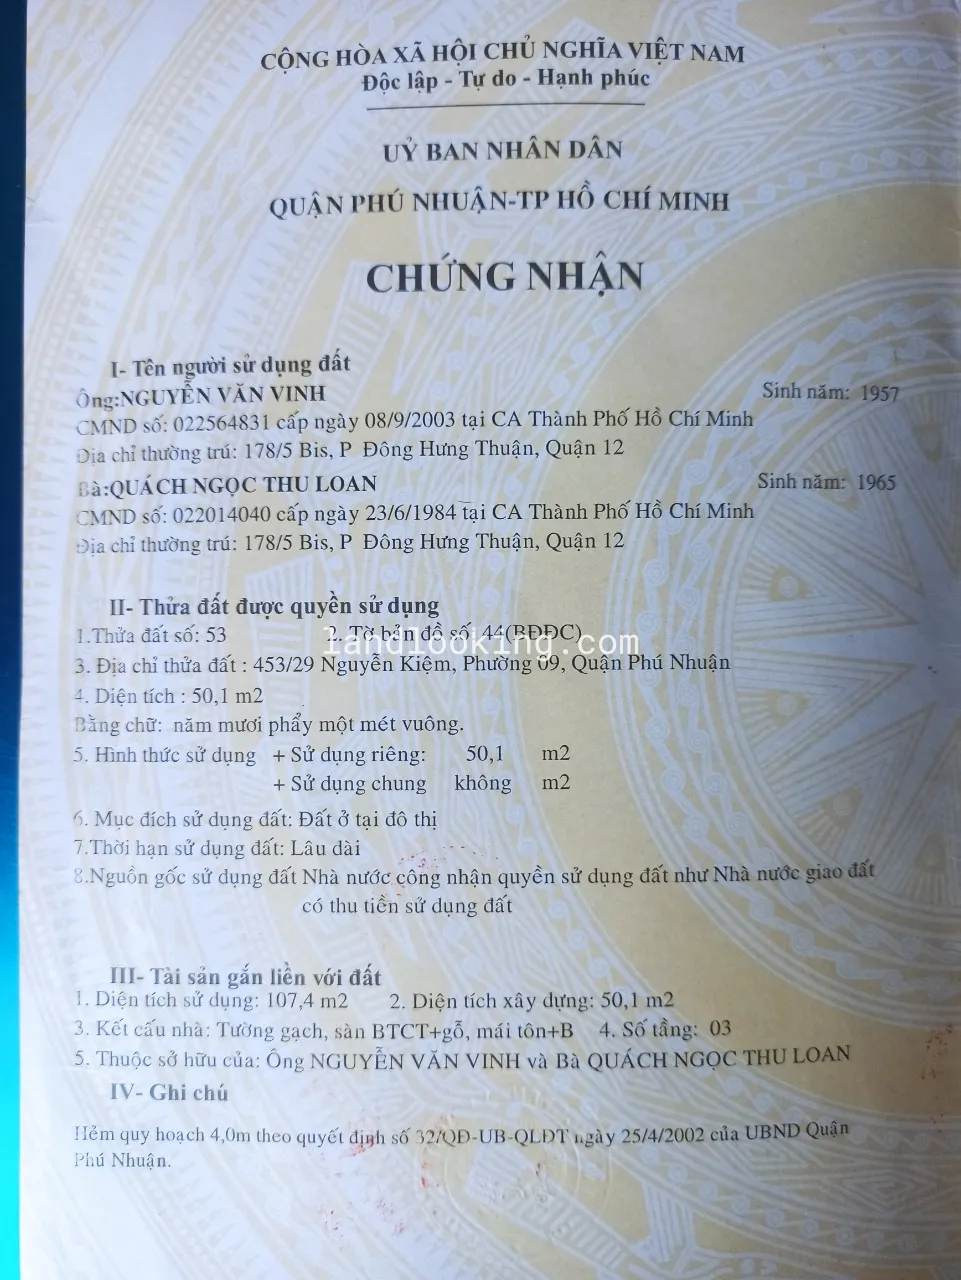 CỘNG HÒA XÃ HỘI CHỦ NGHĨA VIỆT NAM
Độc lập - Tự do - Hạnh phúc
UỶ BAN NHÂN DÂN
QUẬN PHÚ NHUẬN-TP HỒ CHÍ MINH
CHỨNG NHẬN
I- Tên người sử dụng đất
Ông:NGUYỄN VĂN VINH Sinh năm: 1957
CMND số: 022564831 cấp ngày 08/9/2003 tại CA Thành Phố Hồ Chí Minh
Địa chỉ thường trú: 178/5 Bis, P Đông Hưng Thuận, Quận 12
Bà:QUÁCH NGỌC THU LOAN Sinh năm: 1965
CMND số: 022014040 cấp ngày 23/6/1984 tại CA Thành Phố Hồ Chí Minh
Địa chỉ thường trú: 178/5 Bis, P Đông Hưng Thuận, Quận 12
II- Thửa đất được quyền sử dụng
1.Thửa đất số: 53 2. Tờ bản đồ số 44(BĐĐC)
landlooking.com
3. Địa chỉ thửa đất : 453/29 Nguyễn Kiệm, Phường 09, Quận Phú Nhuận
4. Diện tích : 50,1 m2
Bằng chữ: năm mươi phẩy một mét vuông.
5. Hình thức sử dụng + Sử dụng riêng: 50,1 m2
+ Sử dụng chung không m2
6. Mục đích sử dụng đất: Đất ở tại đô thị
7.Thời hạn sử dụng đất: Lâu dài
8.Nguồn gốc sử dụng đất Nhà nước công nhận quyền sử dụng đất như Nhà nước giao đất
có thu tiền sử dụng đất
III- Tài sản gắn liền với đất
1. Diện tích sử dụng: 107,4 m2 2. Diện tích xây dựng: 50,1 m2
3. Kết cấu nhà: Tường gạch, sàn BTCT+gỗ, mái tôn+B 4. Số tầng: 03
5. Thuộc sở hữu của: Ông NGUYỄN VĂN VINH và Bà QUÁCH NGỌC THU LOAN
IV- Ghi chú
Hẻm quy hoạch 4,0m theo quyết định số 32/QĐ-UB-QLĐT ngày 25/4/2002 của UBND Quận
Phú Nhuận.